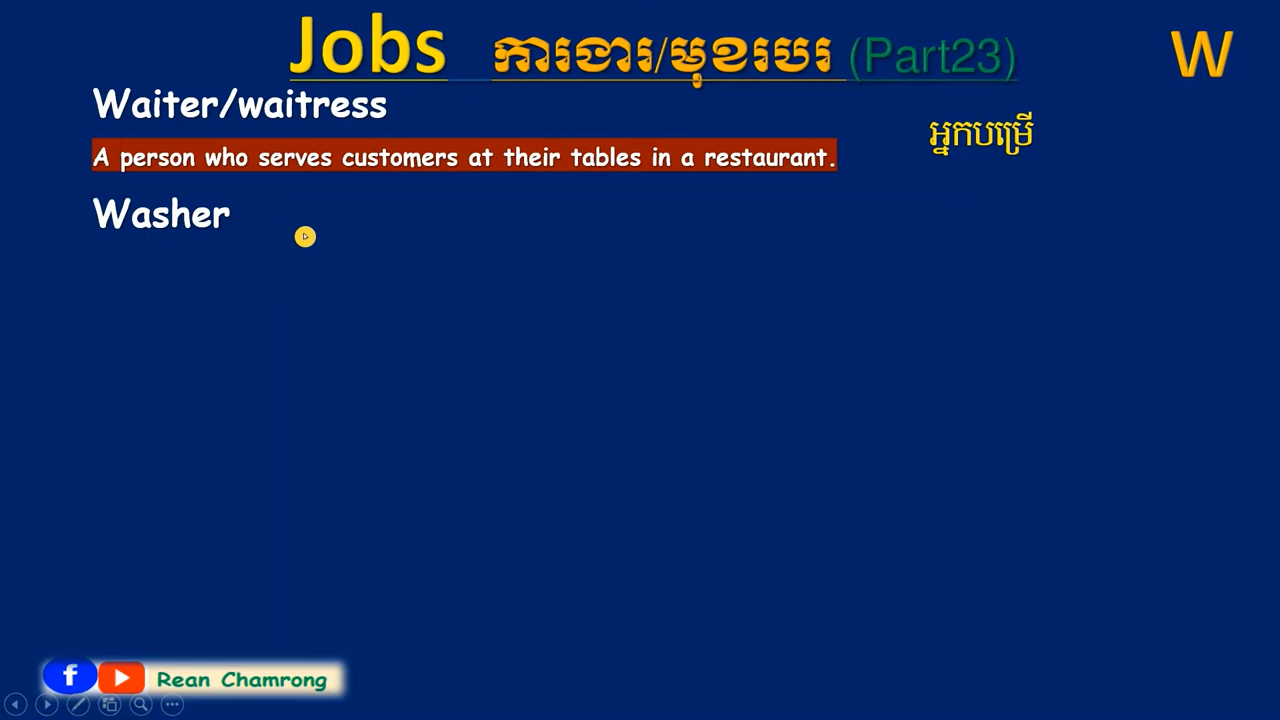 Jobs ការងារ/មុខរបរ (Part23)
W
Waiter/waitress
អ្នកបម្រើ
A person who serves customers at their tables in a restaurant.
Washer
f Rean Chamrong